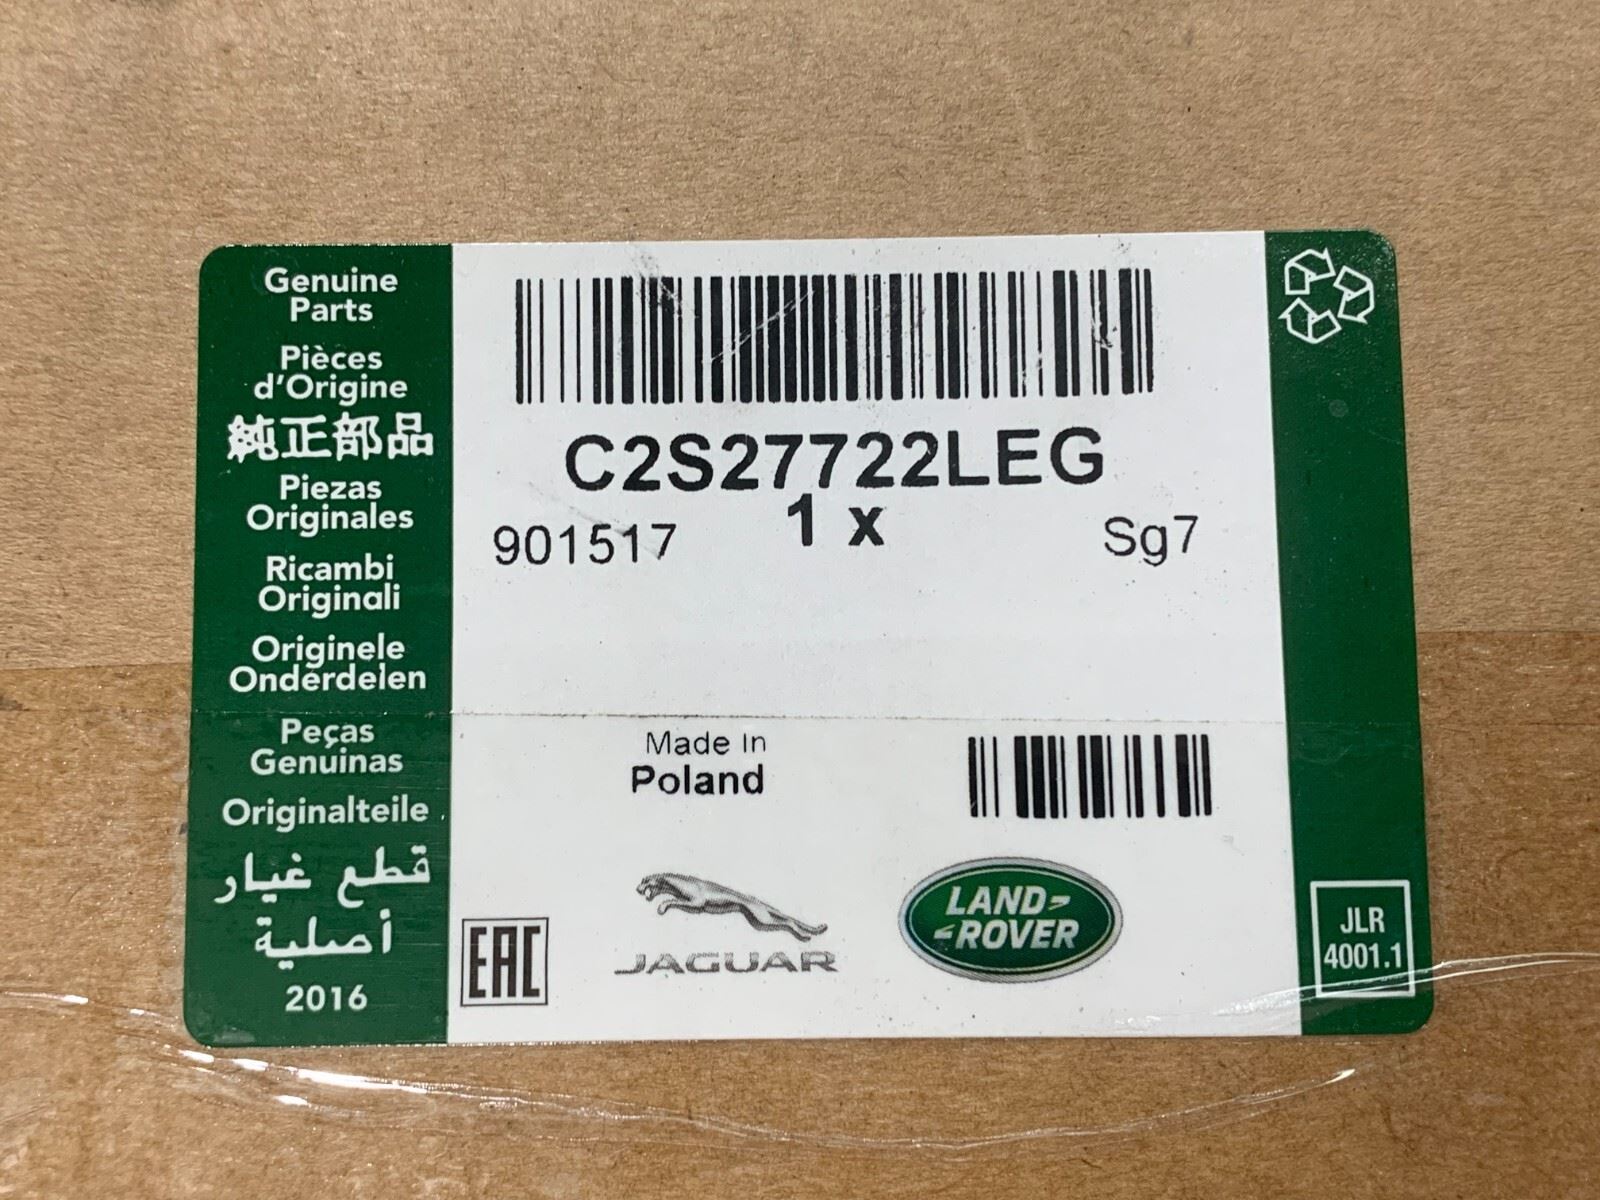 Genuine
Parts
Pièces
d'Origine
純正部品
Piezas
Originales
Ricambi
Originali
Originele
Onderdelen
Peças
Genuinas
Originalteile
قطع غيار
أصلية
2016
C2S27722LEG
1 x
901517
Sg7
Made In
Poland
EAC
JAGUAR
LAND-
-ROVER
JLR
4001.1